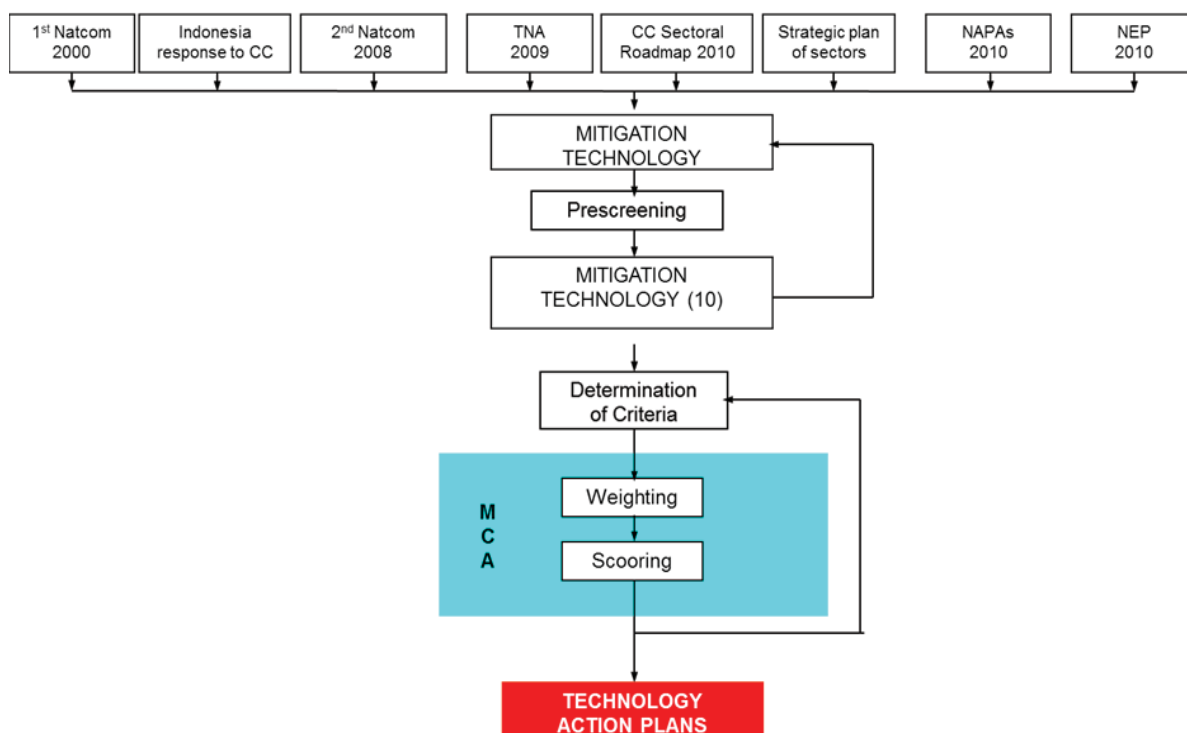 1st Natcom
2000
Indonesia
response to CC
2nd Natcom
2008
TNA
2009
CC Sectoral
Roadmap 2010
Strategic plan
of sectors
NAPAs
2010
NEP
2010
MITIGATION
TECHNOLOGY
Prescreening
MITIGATION
TECHNOLOGY (10)
Determination
of Criteria
M
C
A
Weighting
Scooring
TECHNOLOGY
ACTION PLANS